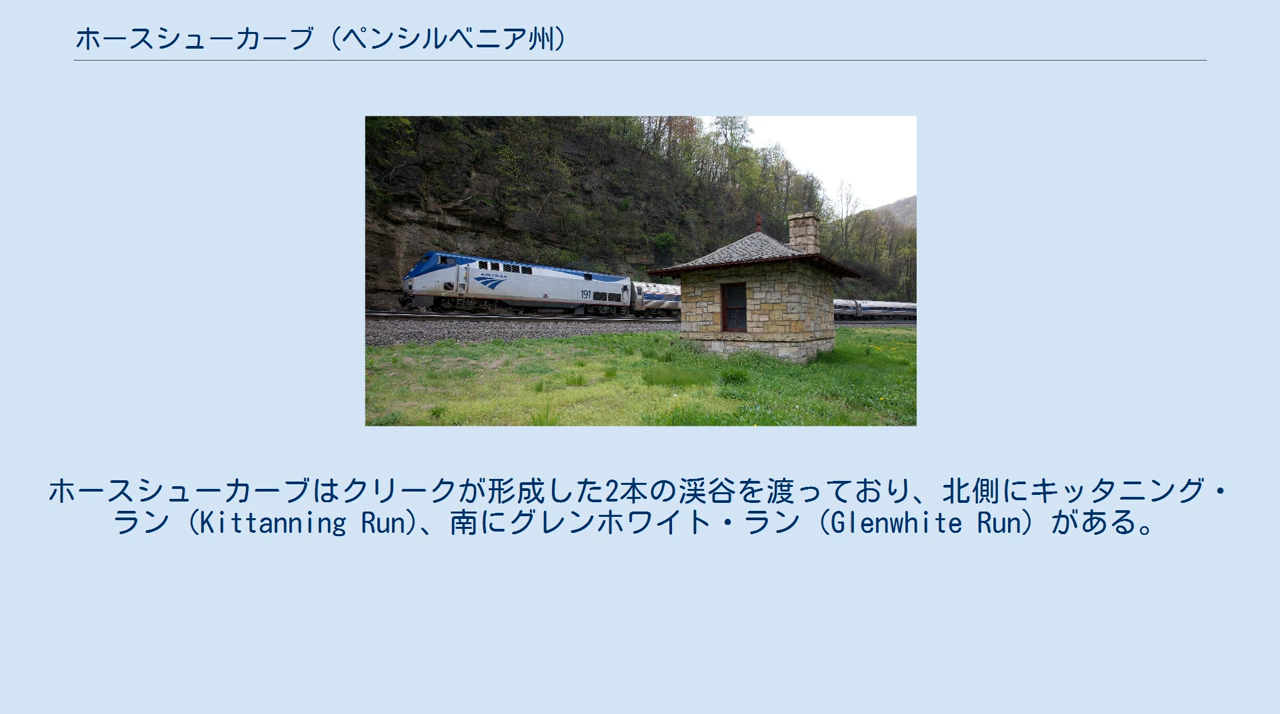 ホースシューカーブ（ペンシルベニア州）
AMTRAK
191
ホースシューカーブはクリークが形成した2本の渓谷を渡っており、北側にキッタニング・
ラン（Kittanning Run）、南にグレンホワイト・ラン（Glenwhite Run）がある。